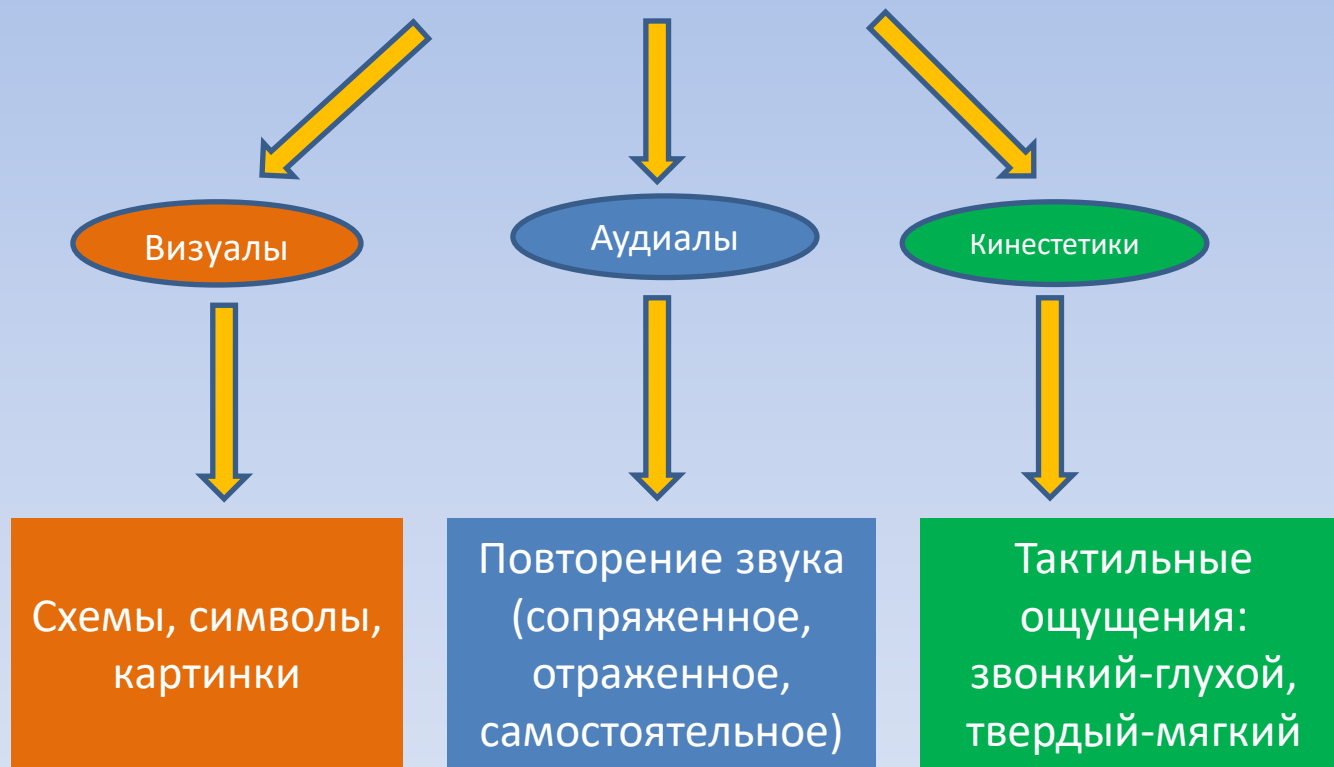 Визуалы
Аудиалы
Кинестетики
Схемы, символы,
картинки
Повторение звука
(сопряженное,
отраженное,
самостоятельное)
Тактильные
ощущения:
звонкий-глухой,
твердый-мягкий